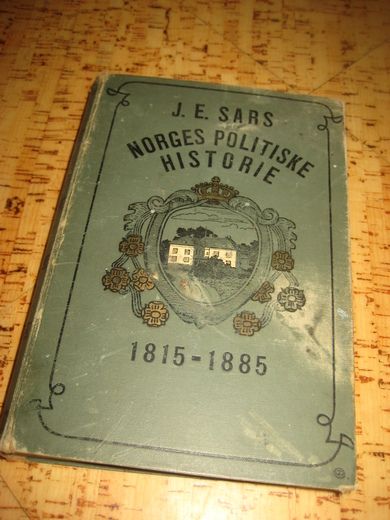 J. E. SARS
NORGES POLITISKE
HISTORIE
1815-1885